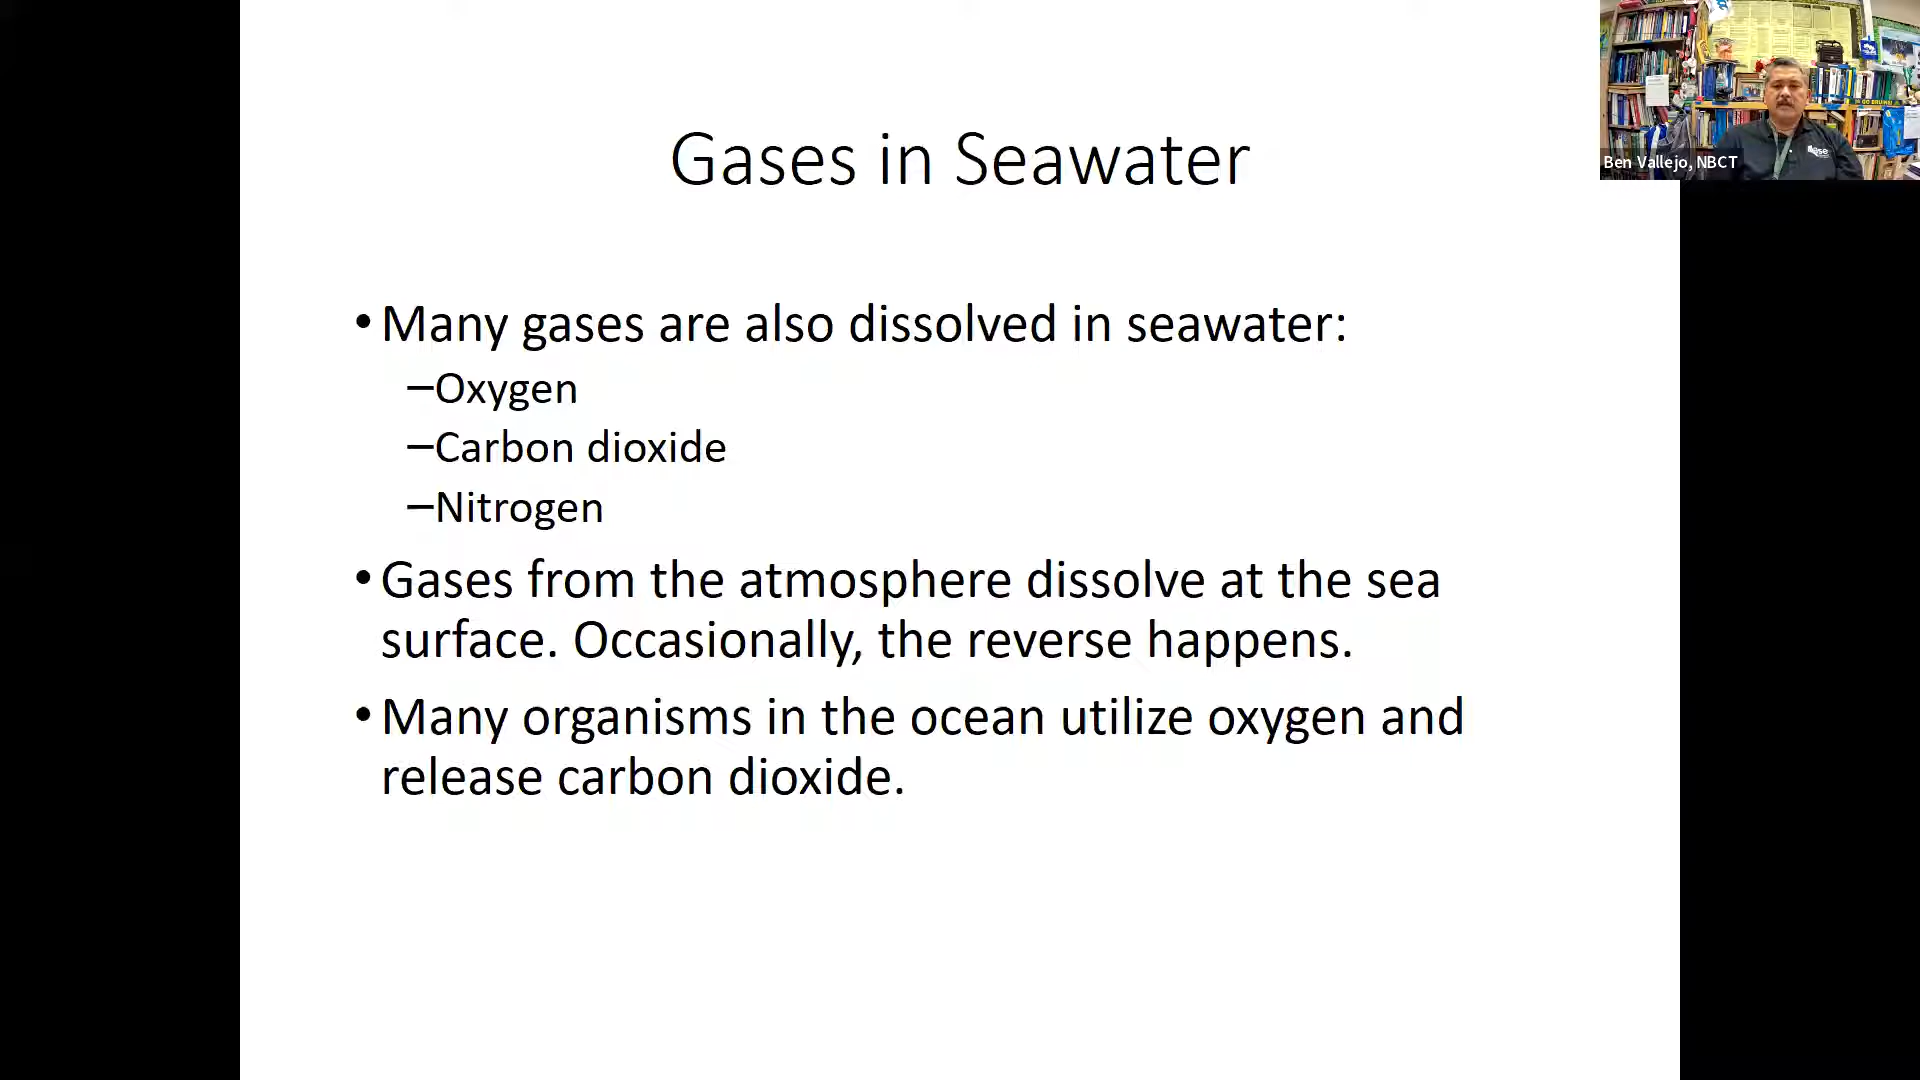 Gases in Seawater
•Many gases are also dissolved in seawater:
–Oxygen
–Carbon dioxide
–Nitrogen
•Gases from the atmosphere dissolve at the sea
surface. Occasionally, the reverse happens.
•Many organisms in the ocean utilize oxygen and
release carbon dioxide.
GO BRUINS!
Ben Vallejo, NBCT